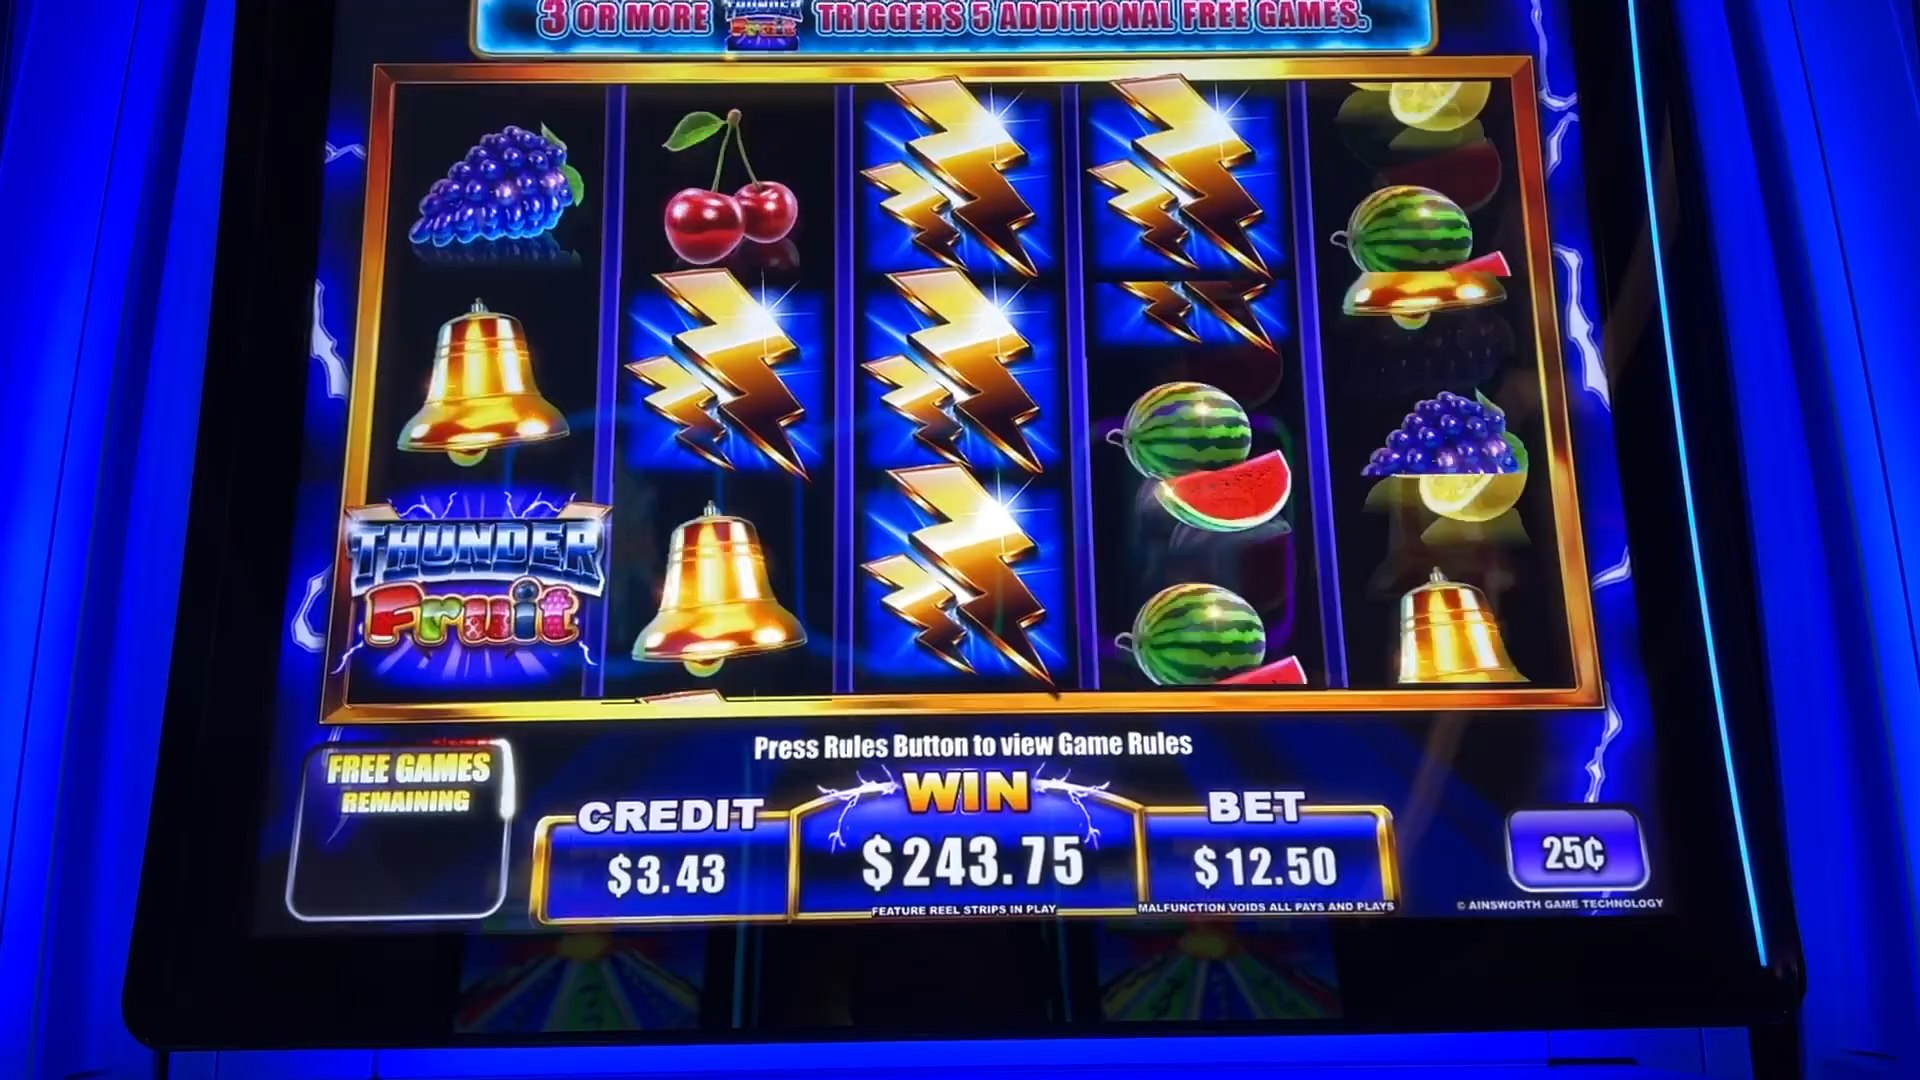 3 OR MORE THUNDER Fruit TRIGGERS 5 ADDITIONAL FREE GAMES.
THUNDER
Fruit
Press Rules Button to view Game Rules
FREE GAMES
REMAINING
CREDIT
$3.43
WIN
$243.75
BET
$12.50
25¢
FEATURE REEL STRIPS IN PLAY
MALFUNCTION VOIDS ALL PAYS AND PLAYS
© AINSWORTH GAME TECHNOLOGY